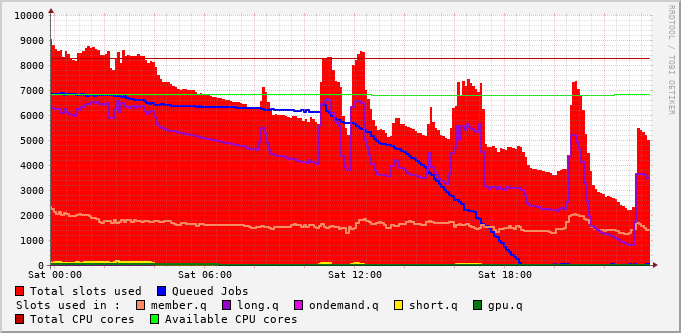 10000
9000
8000
7000
6000
5000
4000
3000
2000
1000
0
Sat 00:00 Sat 06:00 Sat 12:00 Sat 18:00
RRDTOOL / TOBI OETIKER
Total slots used Queued Jobs
Slots used in : member.q long.q ondemand.q short.q gpu.q
Total CPU cores Available CPU cores